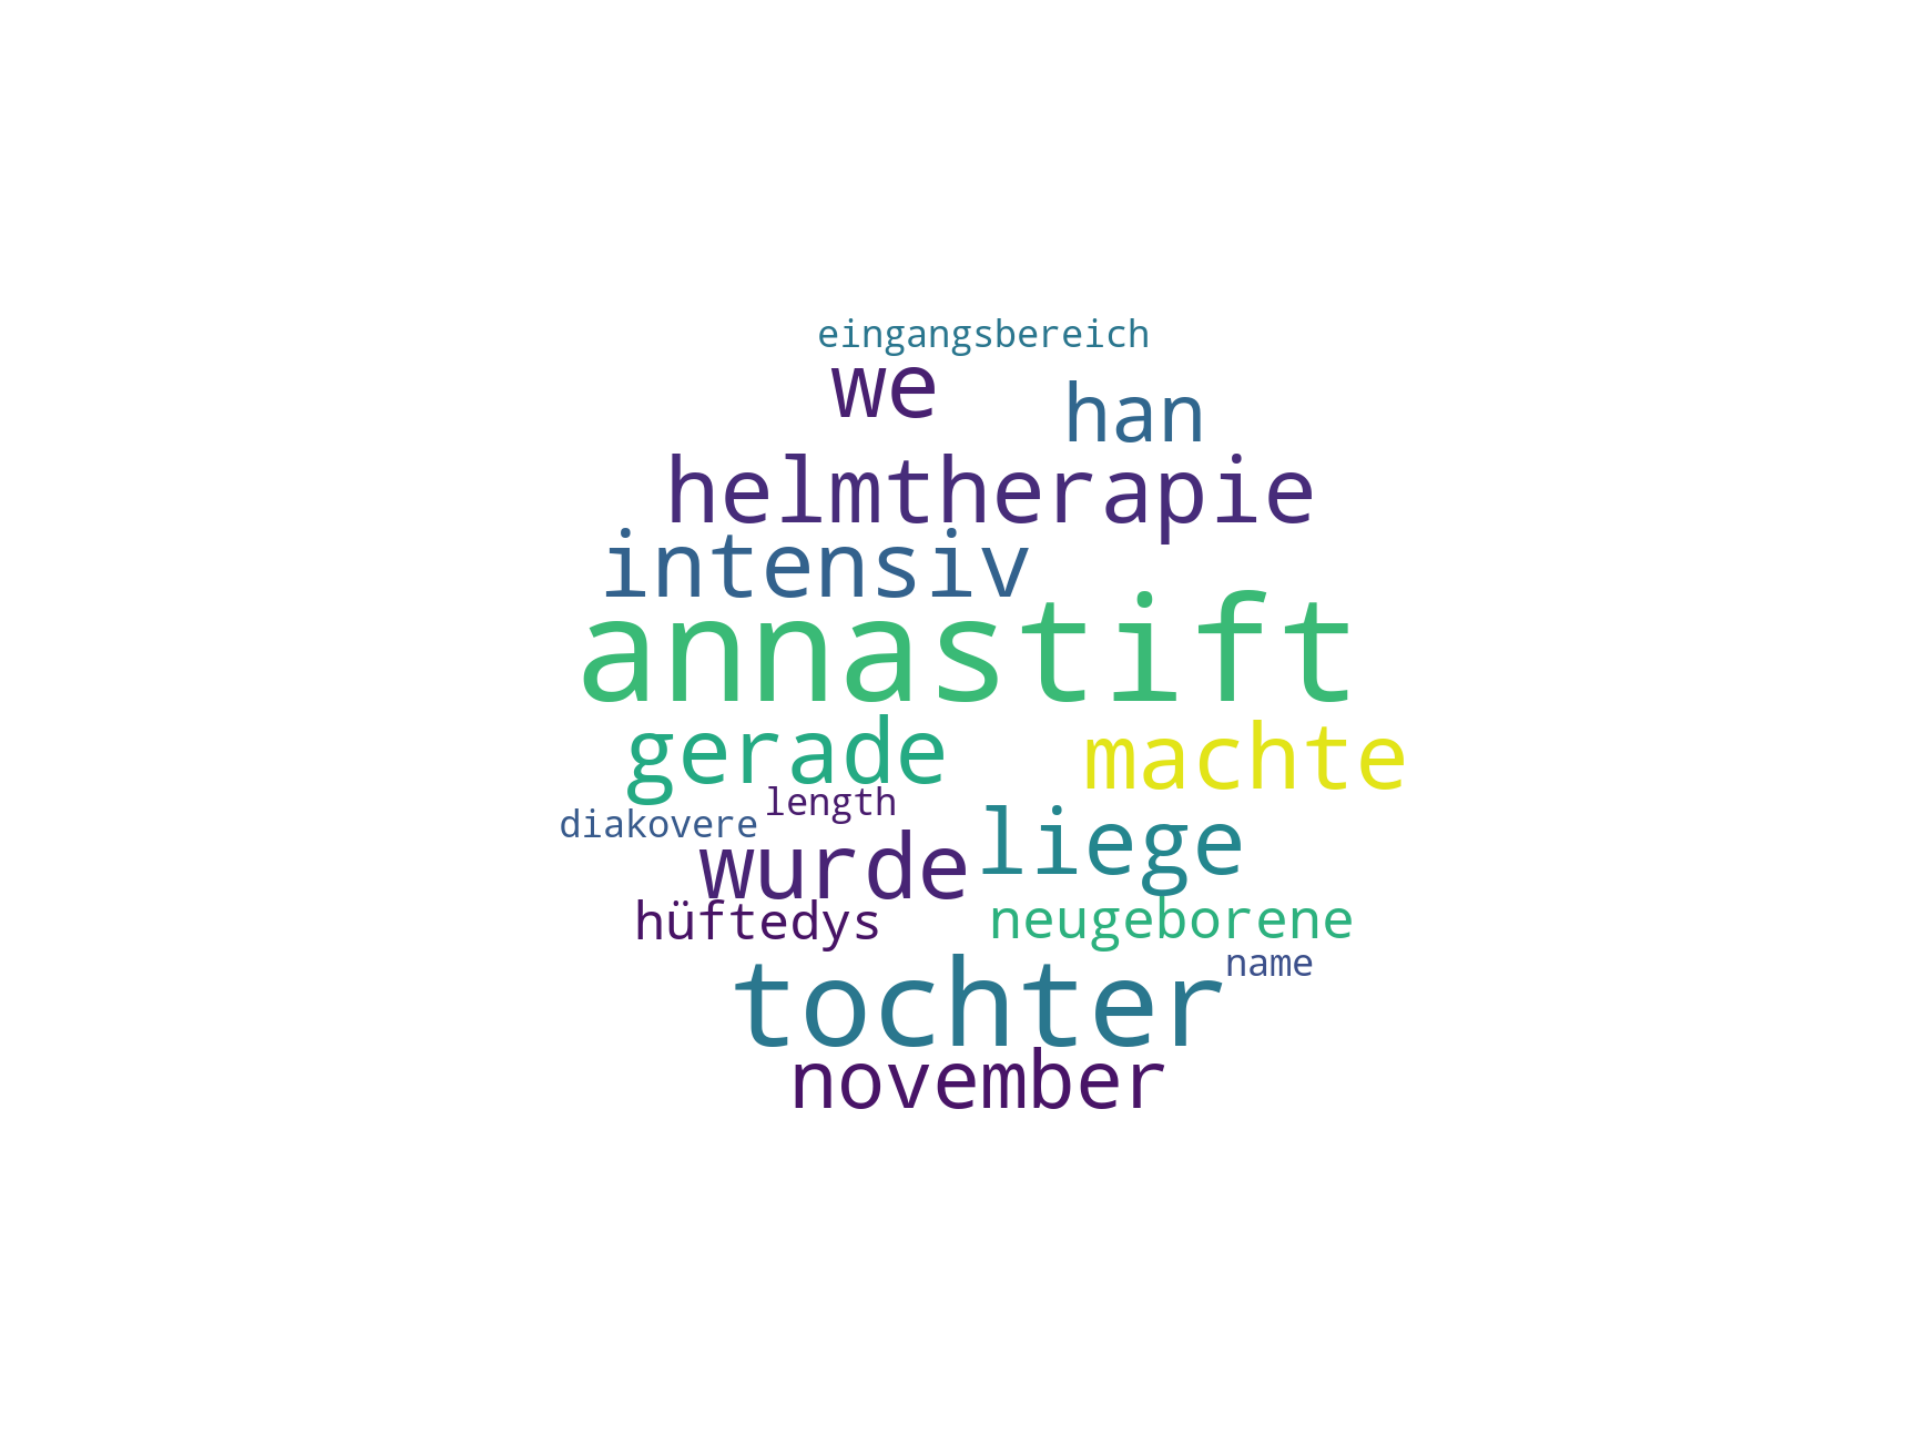 eingangsbereich
we han
helmtherapie
intensiv
annastift
gerade machte
length
diakovere
liege
wurde
hüftedys neugeborene
name
tochter
november